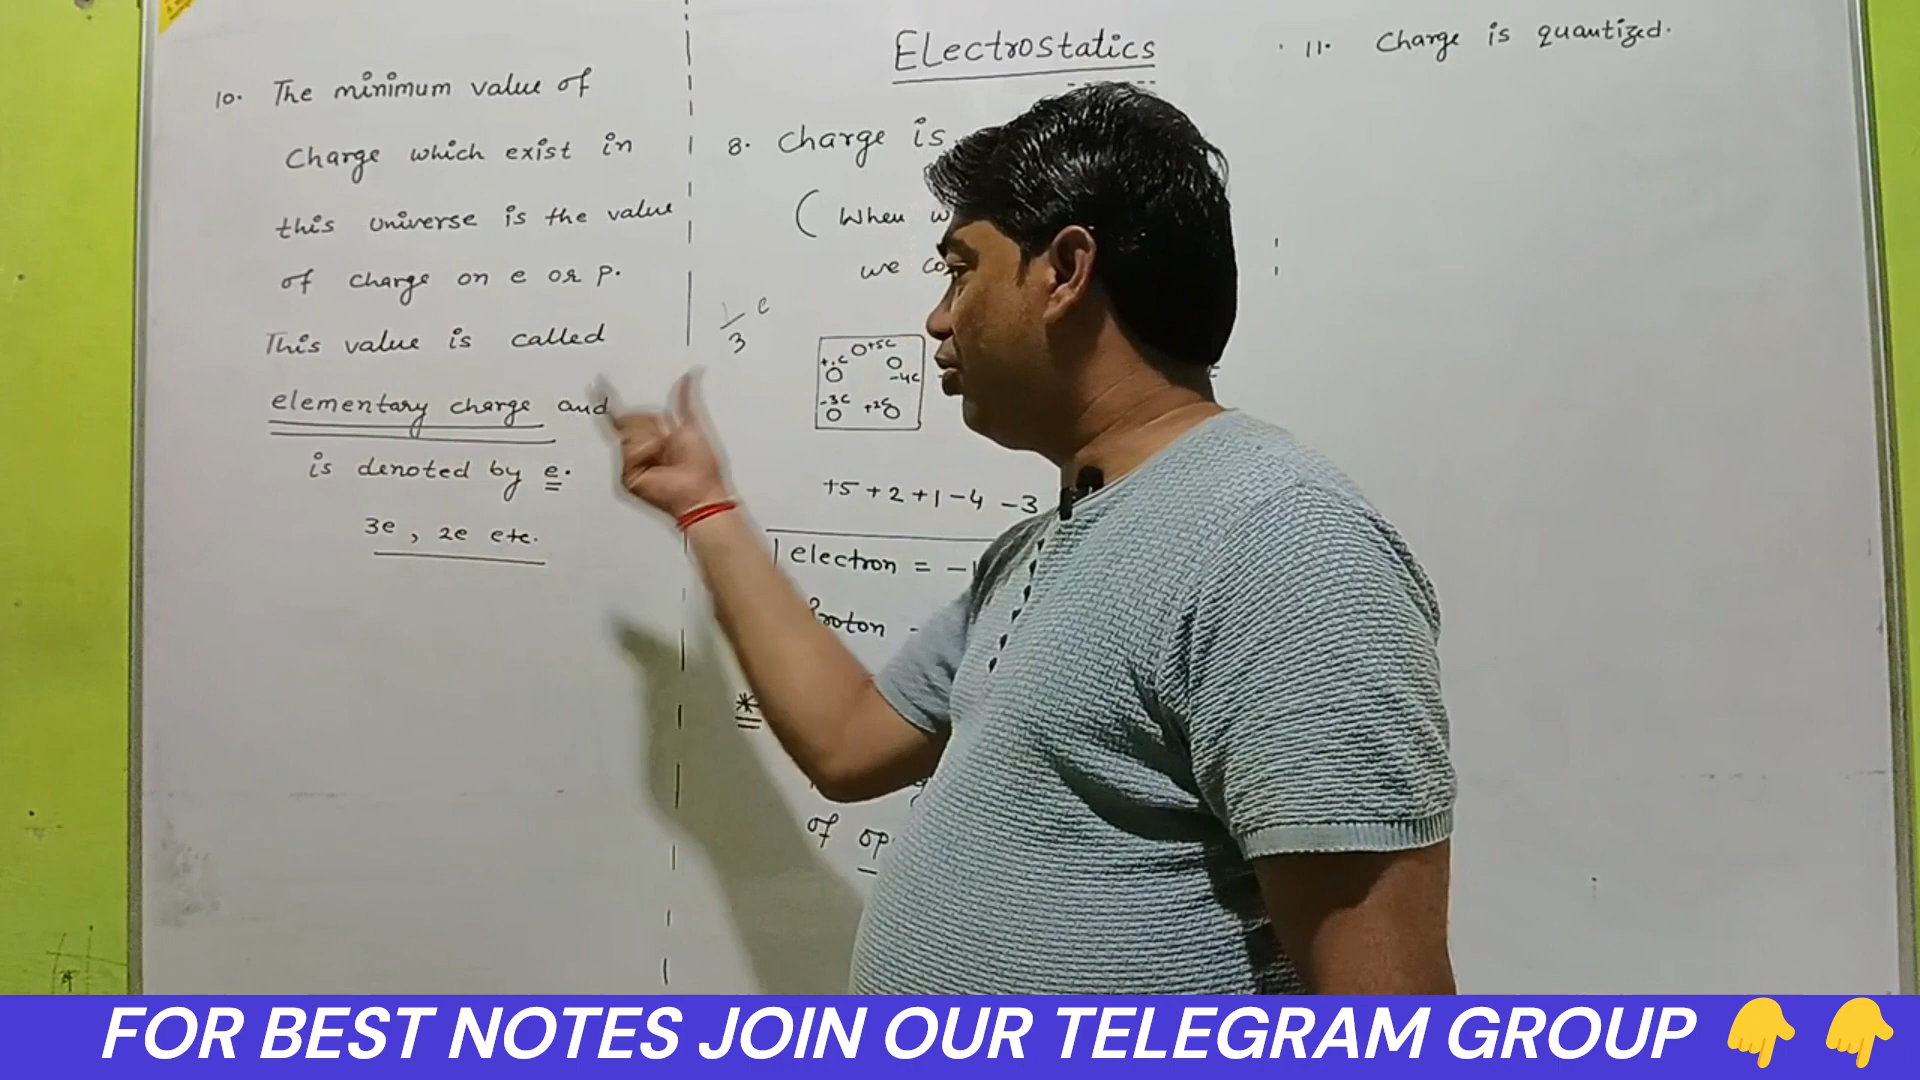 Electrostatics
10. The minimum value of
charge which exist in
this universe is the value
of charge on e or p.
This value is called
elementary charge and
is denoted by e.
3e, 2e etc.
8. Charge is
(When
we
1/3 e
+5C
-4C
-3C
+2C
+5 +2 +1 -4 -3
electron = -1
Proton -
*
of
11. Charge is quantized.
FOR BEST NOTES JOIN OUR TELEGRAM GROUP 👇 👇